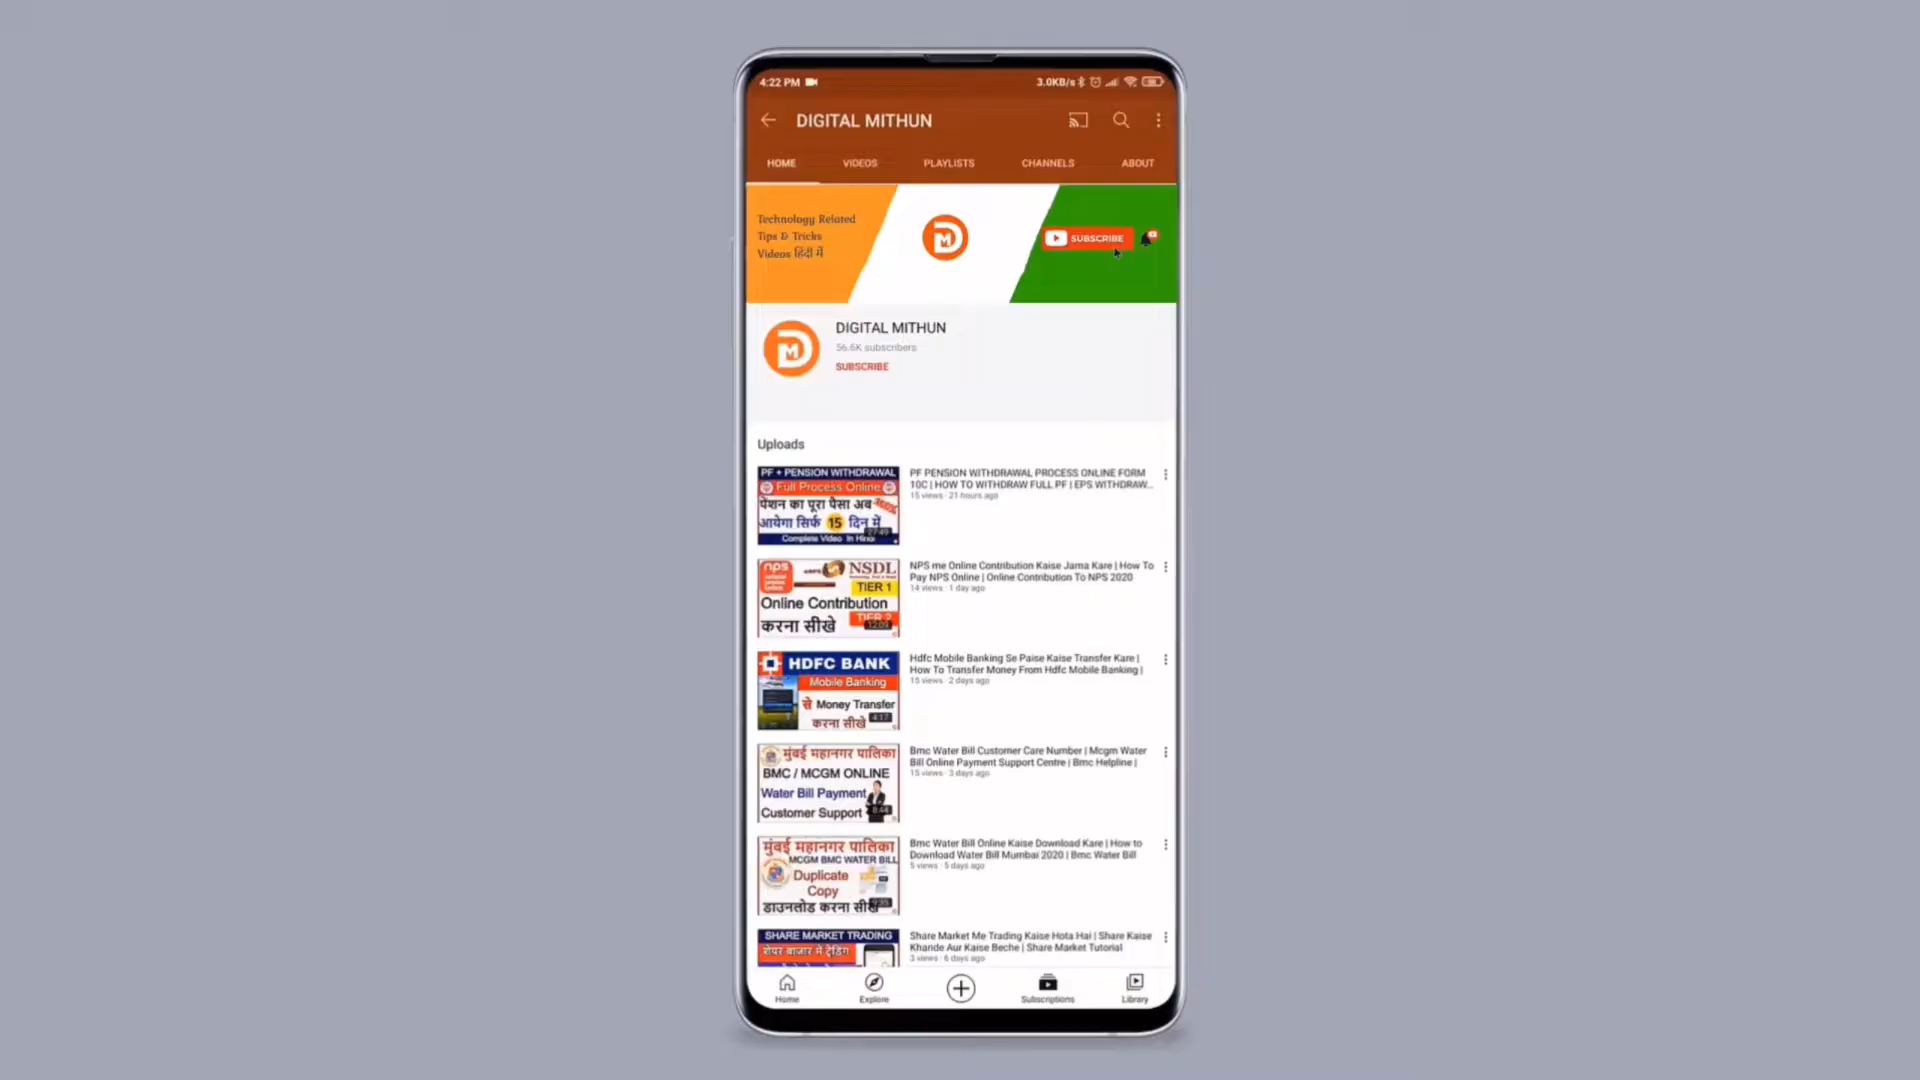 4:22 PM
3.0KB/s
DIGITAL MITHUN
HOME VIDEOS PLAYLISTS CHANNELS ABOUT
Technology Related
Tips & Tricks
Videos हिंदी में
SUBSCRIBE
DIGITAL MITHUN
56.6K subscribers
SUBSCRIBE
Uploads
PF + PENSION WITHDRAWAL
Full Process Online
पेंशन का पूरा पैसा अब
आयेगा सिर्फ 15 दिन में
Complete Video In Hindi
PF PENSION WITHDRAWAL PROCESS ONLINE FORM
10C | HOW TO WITHDRAW FULL PF | EPS WITHDRAW...
15 views · 21 hours ago
nps
NSDL
TIER 1
Online Contribution
TIER 2
करना सीखे
12:09
NPS me Online Contribution Kaise Jama Kare | How To
Pay NPS Online | Online Contribution To NPS 2020
14 views · 1 day ago
HDFC BANK
Mobile Banking
से Money Transfer
करना सीखे
4:17
Hdfc Mobile Banking Se Paise Kaise Transfer Kare |
How To Transfer Money From Hdfc Mobile Banking |
15 views · 2 days ago
मुंबई महानगर पालिका
BMC / MCGM ONLINE
Water Bill Payment
Customer Support
Bmc Water Bill Customer Care Number | Mcgm Water
Bill Online Payment Support Centre | Bmc Helpline |
15 views · 3 days ago
मुंबई महानगर पालिका
MCGM BMC WATER BILL
Duplicate
Copy
डाउनलोड करना सीखे
Bmc Water Bill Online Kaise Download Kare | How to
Download Water Bill Mumbai 2020 | Bmc Water Bill
5 views · 5 days ago
SHARE MARKET TRADING
शेयर बाजार में ट्रेडिंग
Share Market Me Trading Kaise Hota Hai | Share Kaise
Kharide Aur Kaise Beche | Share Market Tutorial
3 views · 6 days ago
Home Explore Subscriptions Library